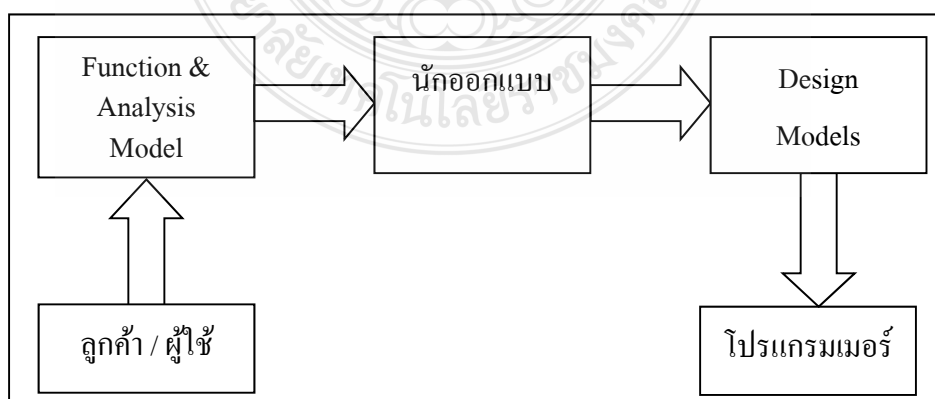 Function &
Analysis
Model
นักออกแบบ
Design
Models
ลูกค้า / ผู้ใช้
โปรแกรมเมอร์